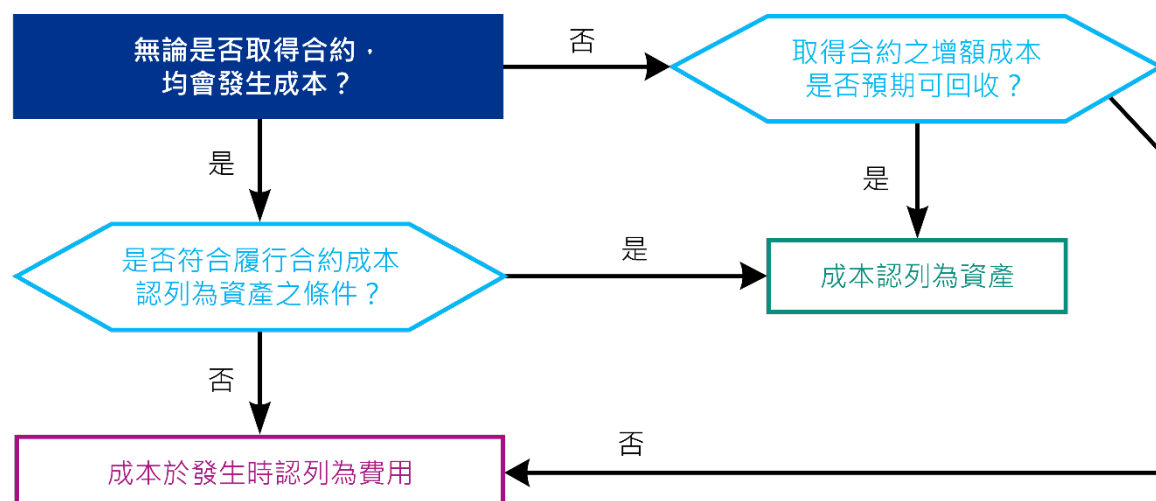 無論是否取得合約，
均會發生成本？
否
取得合約之增額成本
是否預期可回收？
是
是
是否符合履行合約成本
認列為資產之條件？
是
成本認列為資產
否
否
成本於發生時認列為費用